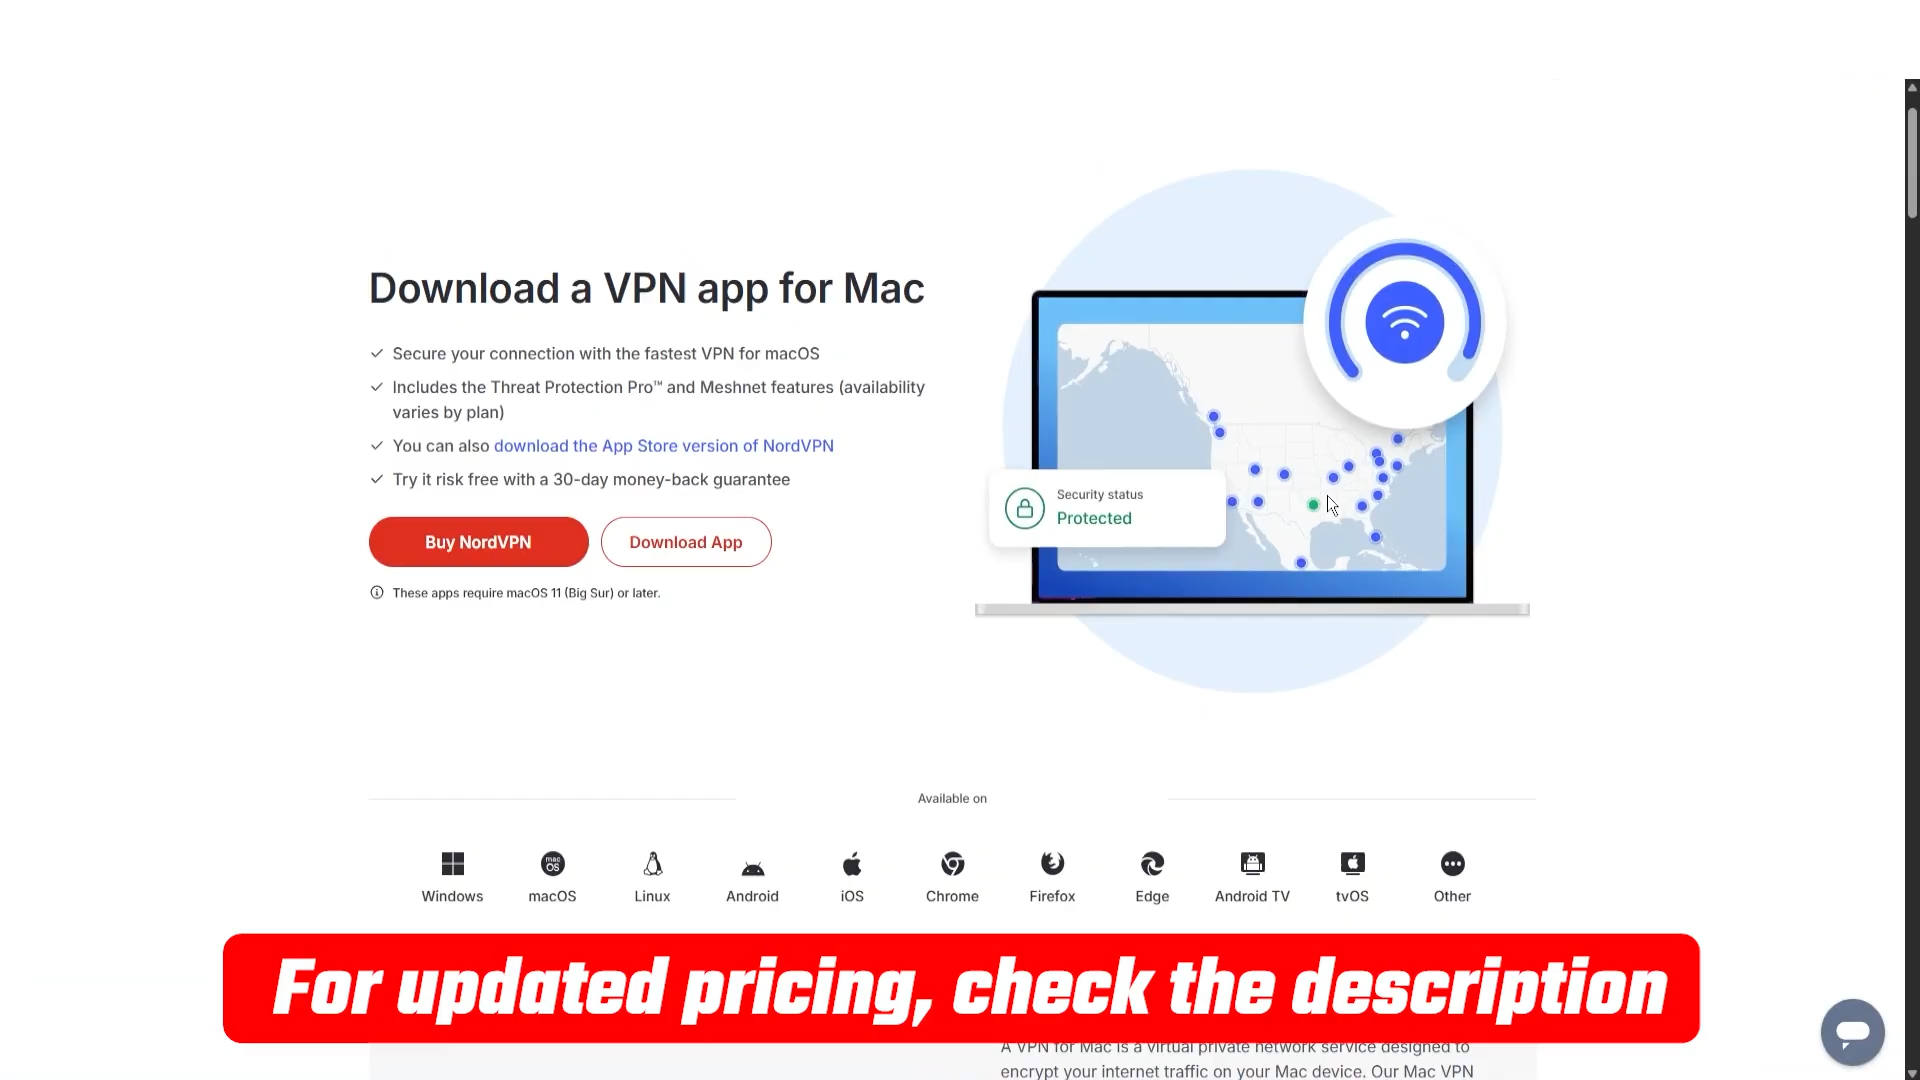 Download a VPN app for Mac
Secure your connection with the fastest VPN for macOS
Includes the Threat Protection Pro™ and Meshnet features (availability
varies by plan)
You can also download the App Store version of NordVPN
Try it risk free with a 30-day money-back guarantee
Buy NordVPN
Download App
These apps require macOS 11 (Big Sur) or later.
Security status
Protected
Available on
mac
OS
Windows
macOS
Linux
Android
iOS
Chrome
Firefox
Edge
Android TV
tvOS
Other
For updated pricing, check the description
A VPN for Mac is a virtual private network service designed to
encrypt your internet traffic on your Mac device. Our Mac VPN